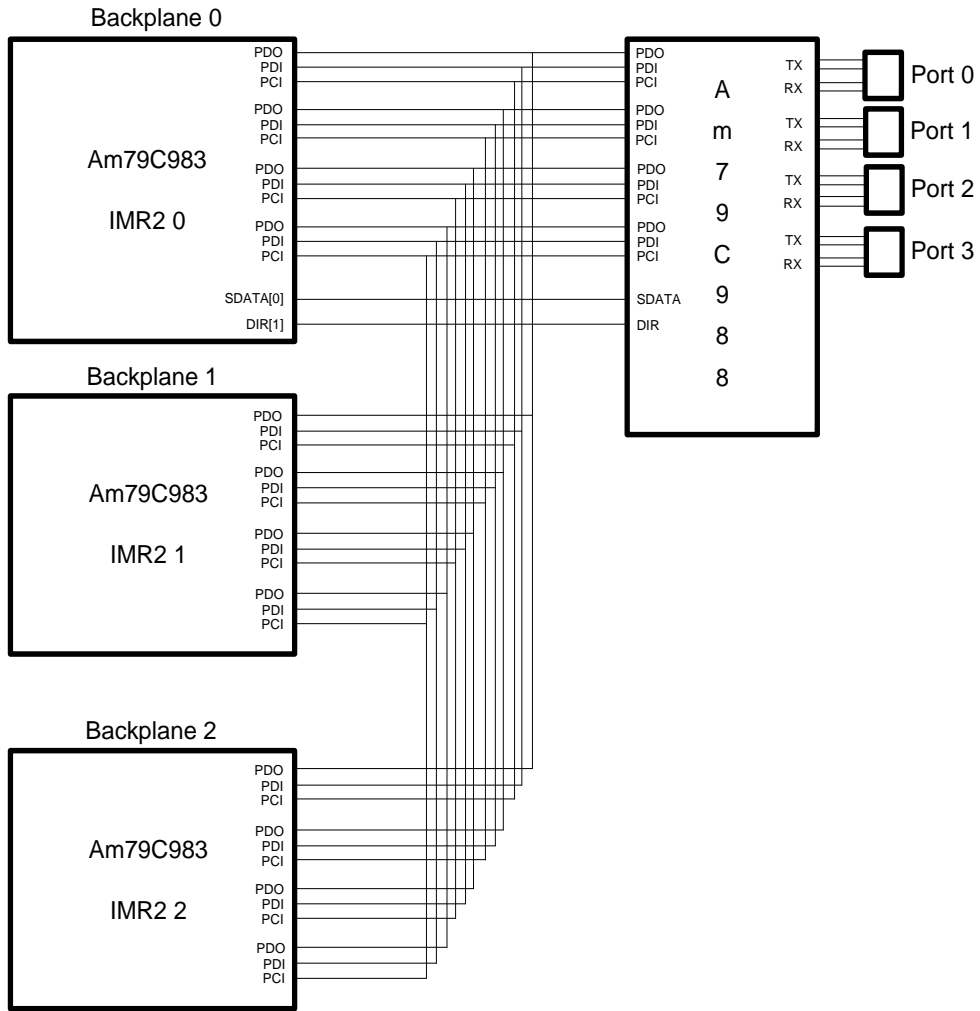 Backplane 0
PDO
PDI
PCI
PDO
PDI
PCI
PDO
PDI
PCI
PDO
PDI
PCI
SDATA[0]
DIR[1]
Am79C983
IMR2 0
PDO
PDI
PCI
PDO
PDI
PCI
PDO
PDI
PCI
PDO
PDI
PCI
SDATA
DIR
A
m
7
9
C
9
8
8
TX
RX
TX
RX
TX
RX
TX
RX
Port 0
Port 1
Port 2
Port 3
Backplane 1
Am79C983
IMR2 1
PDO
PDI
PCI
PDO
PDI
PCI
PDO
PDI
PCI
PDO
PDI
PCI
Backplane 2
Am79C983
IMR2 2
PDO
PDI
PCI
PDO
PDI
PCI
PDO
PDI
PCI
PDO
PDI
PCI